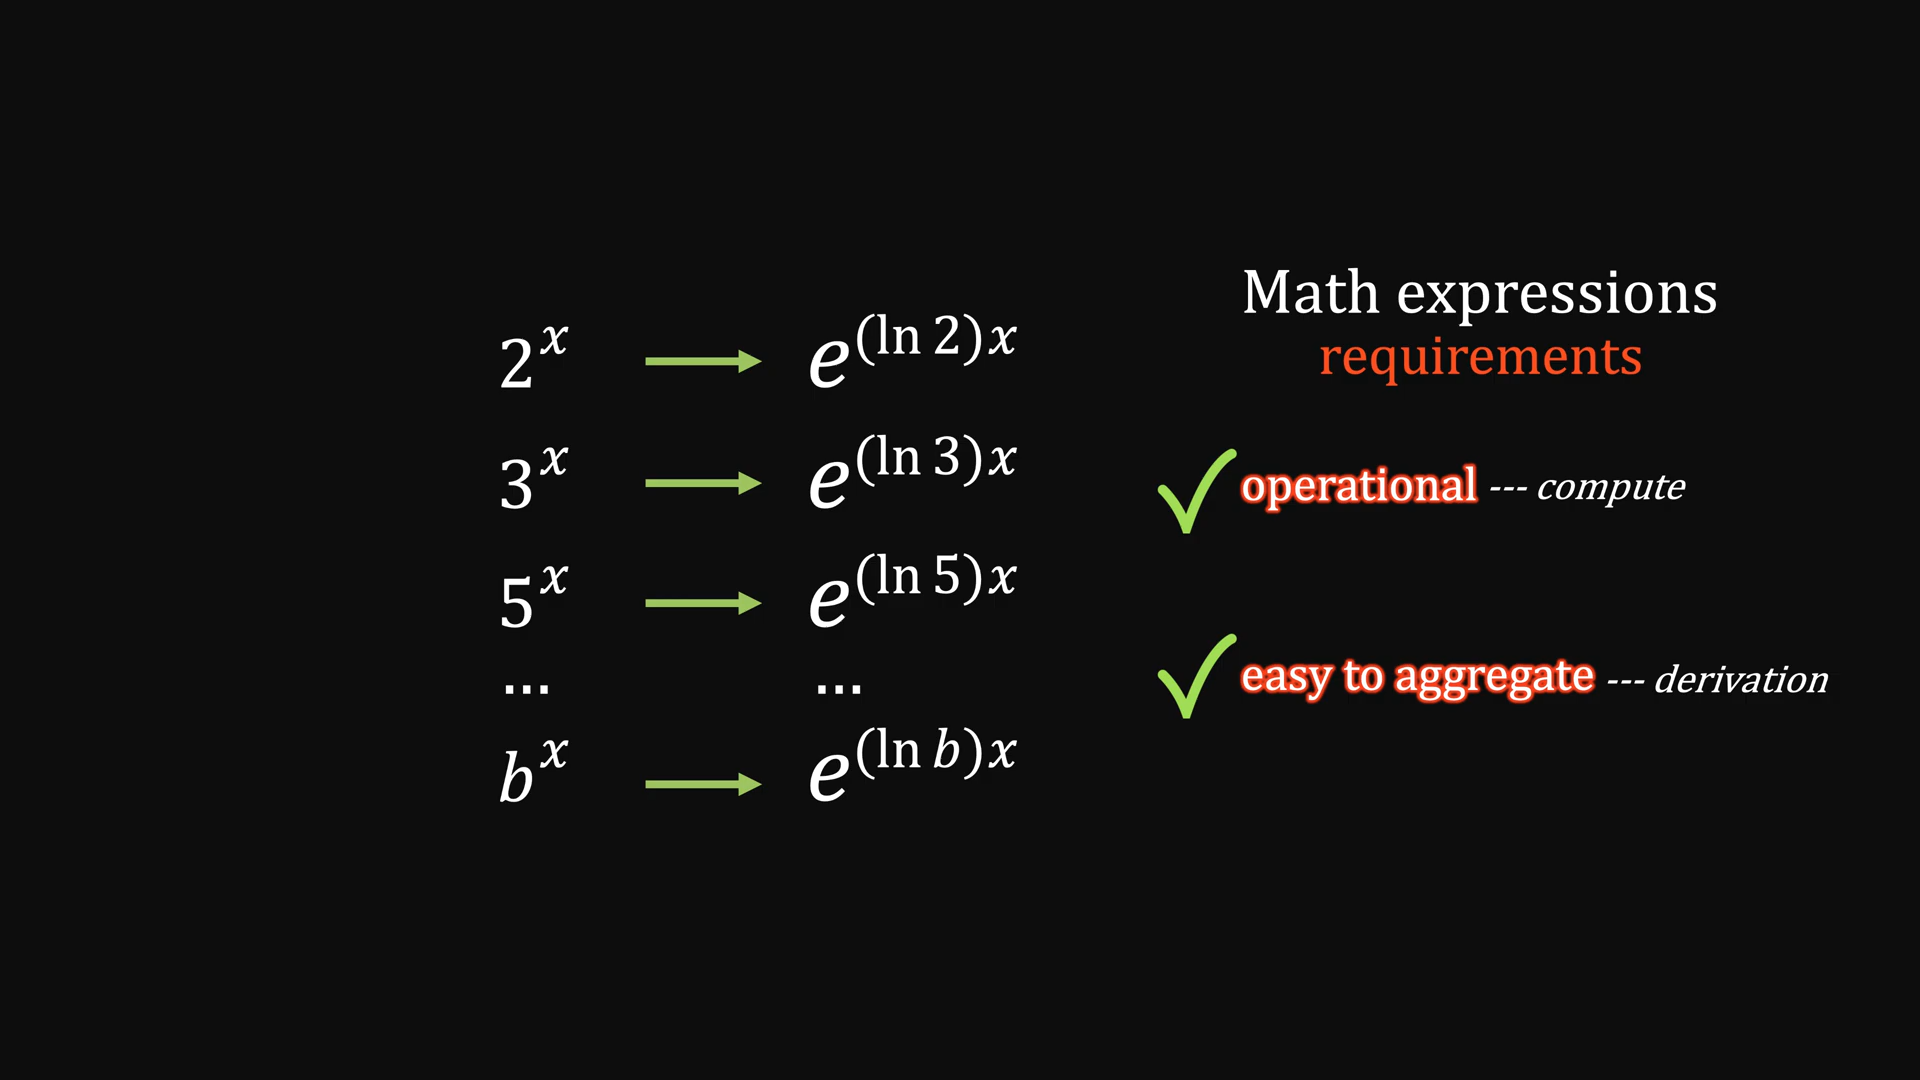 2^x → e^(ln 2)x
3^x → e^(ln 3)x
5^x → e^(ln 5)x
... ...
b^x → e^(ln b)x
Math expressions
requirements
✓ operational --- compute
✓ easy to aggregate --- derivation